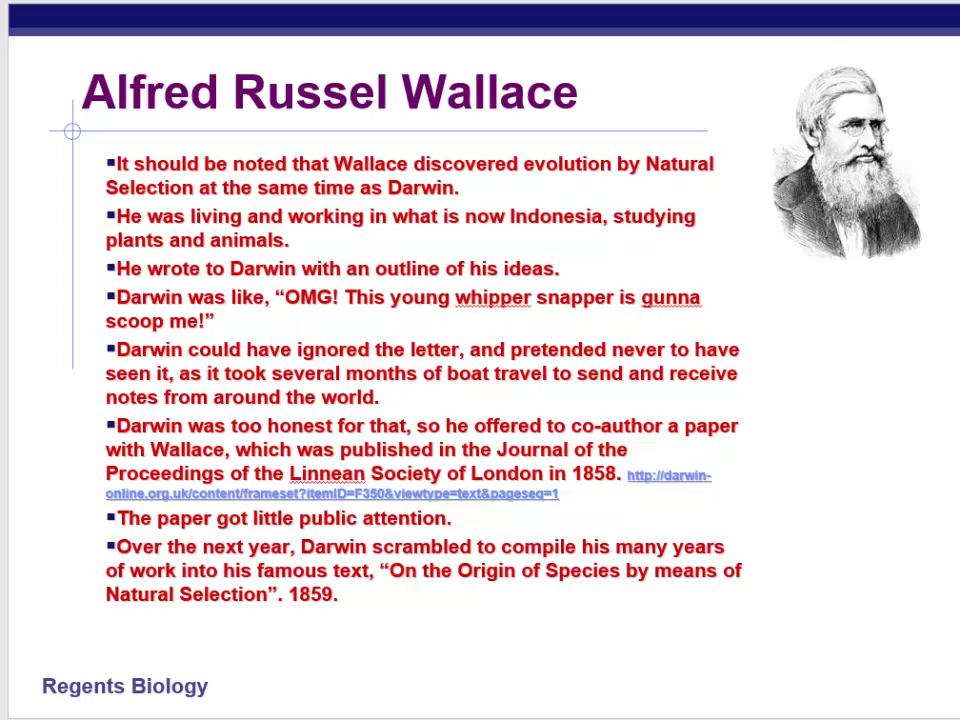 Alfred Russel Wallace
▪It should be noted that Wallace discovered evolution by Natural
Selection at the same time as Darwin.
▪He was living and working in what is now Indonesia, studying
plants and animals.
▪He wrote to Darwin with an outline of his ideas.
▪Darwin was like, “OMG! This young whipper snapper is gunna
scoop me!”
▪Darwin could have ignored the letter, and pretended never to have
seen it, as it took several months of boat travel to send and receive
notes from around the world.
▪Darwin was too honest for that, so he offered to co-author a paper
with Wallace, which was published in the Journal of the
Proceedings of the Linnean Society of London in 1858. http://darwin-
online.org.uk/content/frameset?itemID=F350&viewtype=text&pageseq=1
▪The paper got little public attention.
▪Over the next year, Darwin scrambled to compile his many years
of work into his famous text, “On the Origin of Species by means of
Natural Selection”. 1859.
Regents Biology